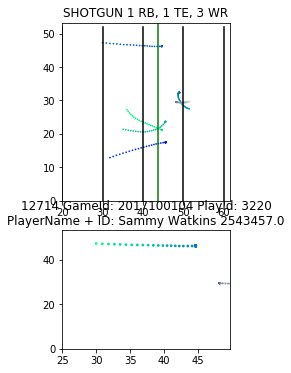 SHOTGUN 1 RB, 1 TE, 3 WR
50
40
30
20
10
0
20 30 40 50 60
12714 GameId: 2017100104 PlayId: 3220
PlayerName + ID: Sammy Watkins 2543457.0
40
20
0
25 30 35 40 45